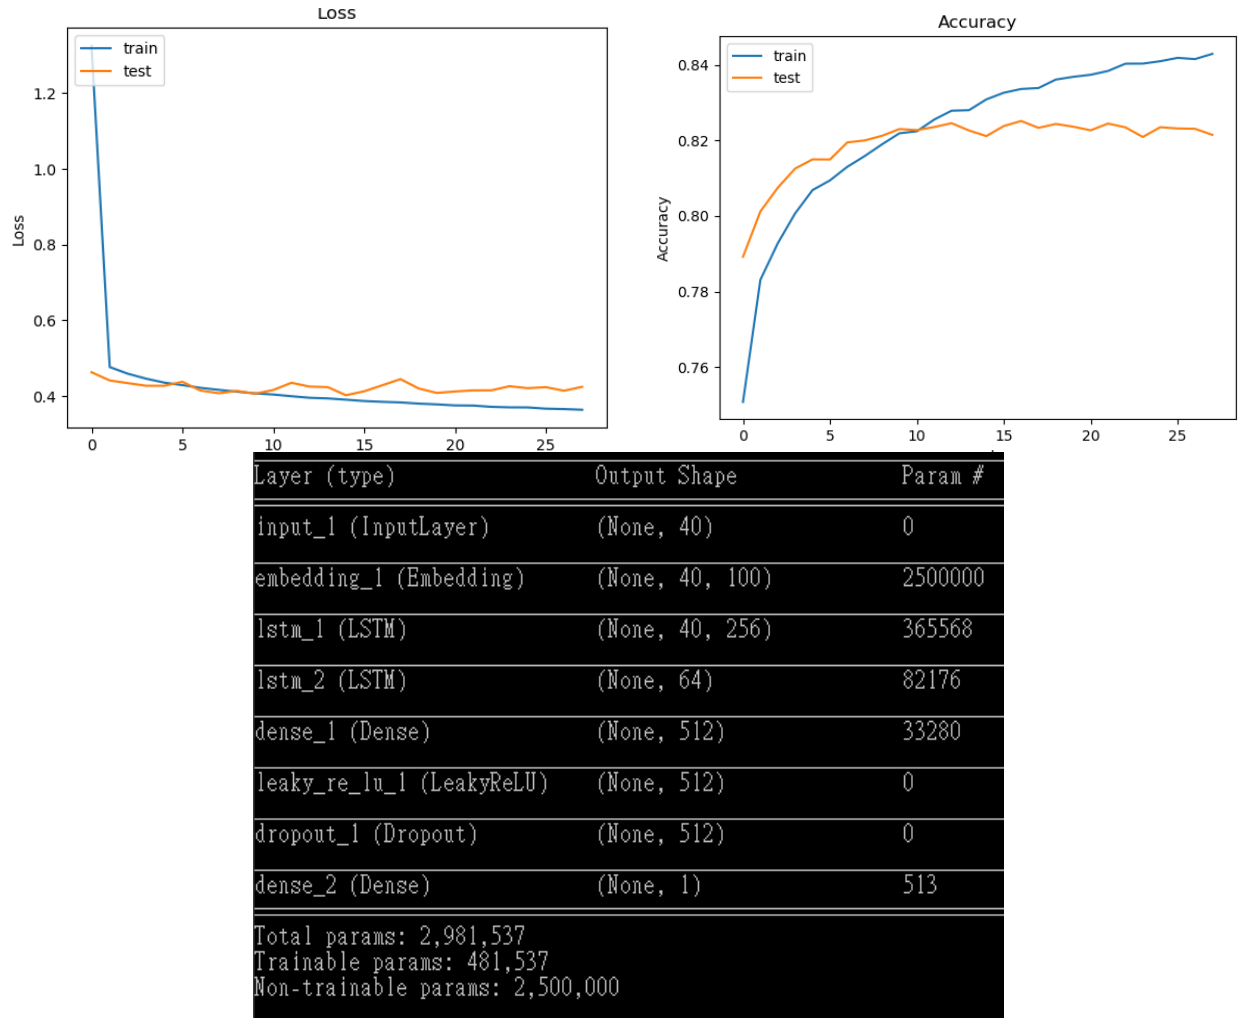 Loss
train
test
1.2
1.0
0.8
0.6
0.4
Loss
0 5 10 15 20 25
Accuracy
train
test
0.84
0.82
0.80
0.78
0.76
Accuracy
0 5 10 15 20 25
Layer (type) Output Shape Param #
input_1 (InputLayer) (None, 40) 0
embedding_1 (Embedding) (None, 40, 100) 2500000
lstm_1 (LSTM) (None, 40, 256) 365568
lstm_2 (LSTM) (None, 64) 82176
dense_1 (Dense) (None, 512) 33280
leaky_re_lu_1 (LeakyReLU) (None, 512) 0
dropout_1 (Dropout) (None, 512) 0
dense_2 (Dense) (None, 1) 513
Total params: 2,981,537
Trainable params: 481,537
Non-trainable params: 2,500,000